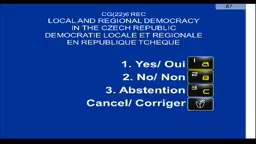 87
CG(22)6 REC
LOCAL AND REGIONAL DEMOCRACY
IN THE CZECH REPUBLIC
DEMOCRATIE LOCALE ET REGIONALE
EN REPUBLIQUE TCHEQUE
1. Yes/ Oui a
2. No/ Non B
3. Abstention c
Cancel/ Corriger